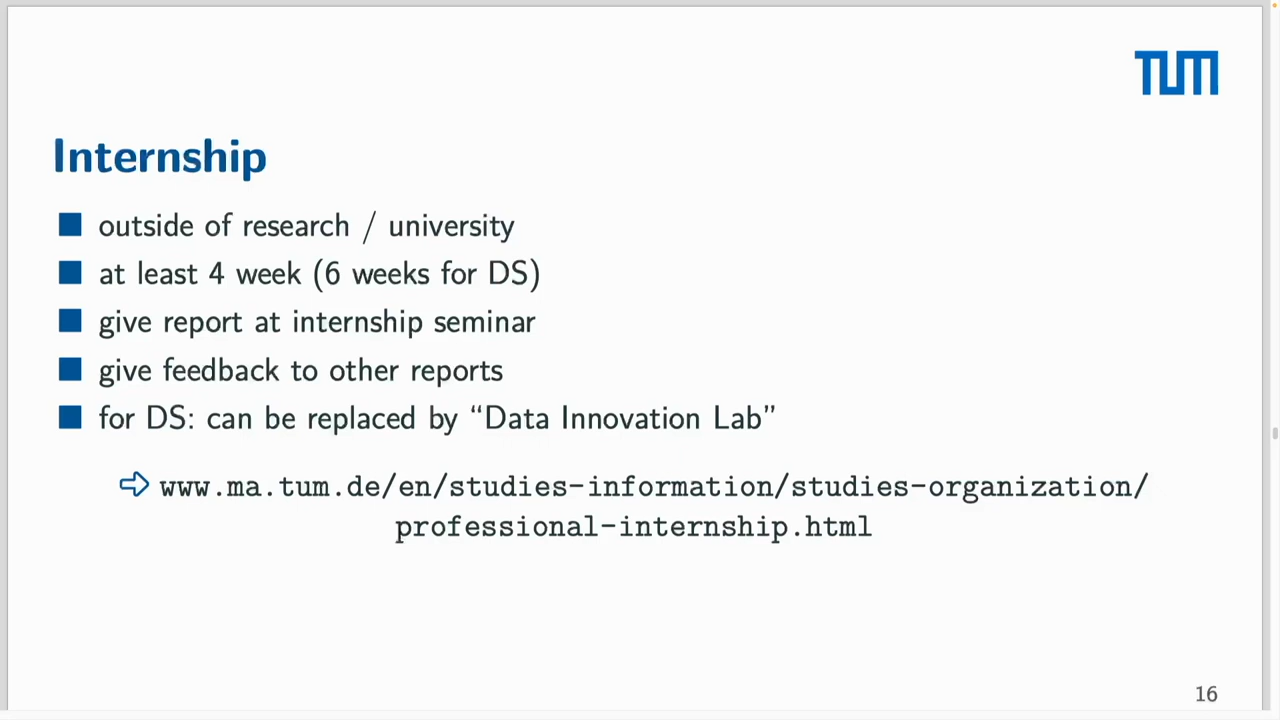 TUM
Internship
outside of research / university
at least 4 week (6 weeks for DS)
give report at internship seminar
give feedback to other reports
for DS: can be replaced by “Data Innovation Lab”
⇨ www.ma.tum.de/en/studies-information/studies-organization/
professional-internship.html
16